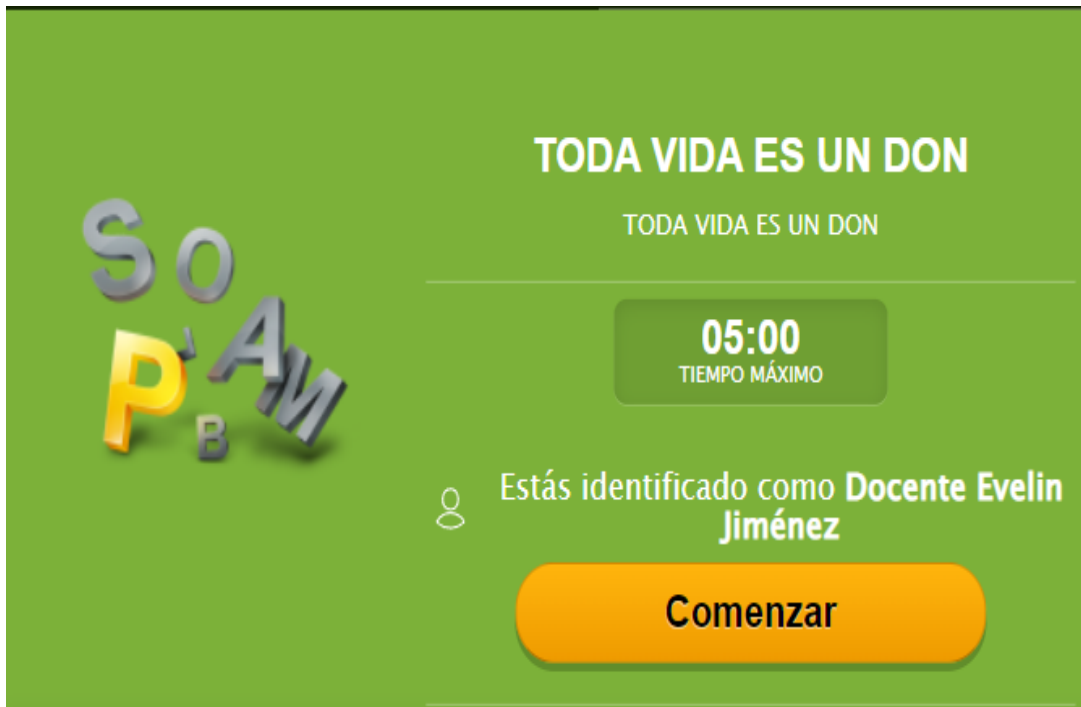 TODA VIDA ES UN DON
TODA VIDA ES UN DON
S O
P L A M
B
05:00
TIEMPO MÁXIMO
Estás identificado como Docente Evelin
Jiménez
Comenzar